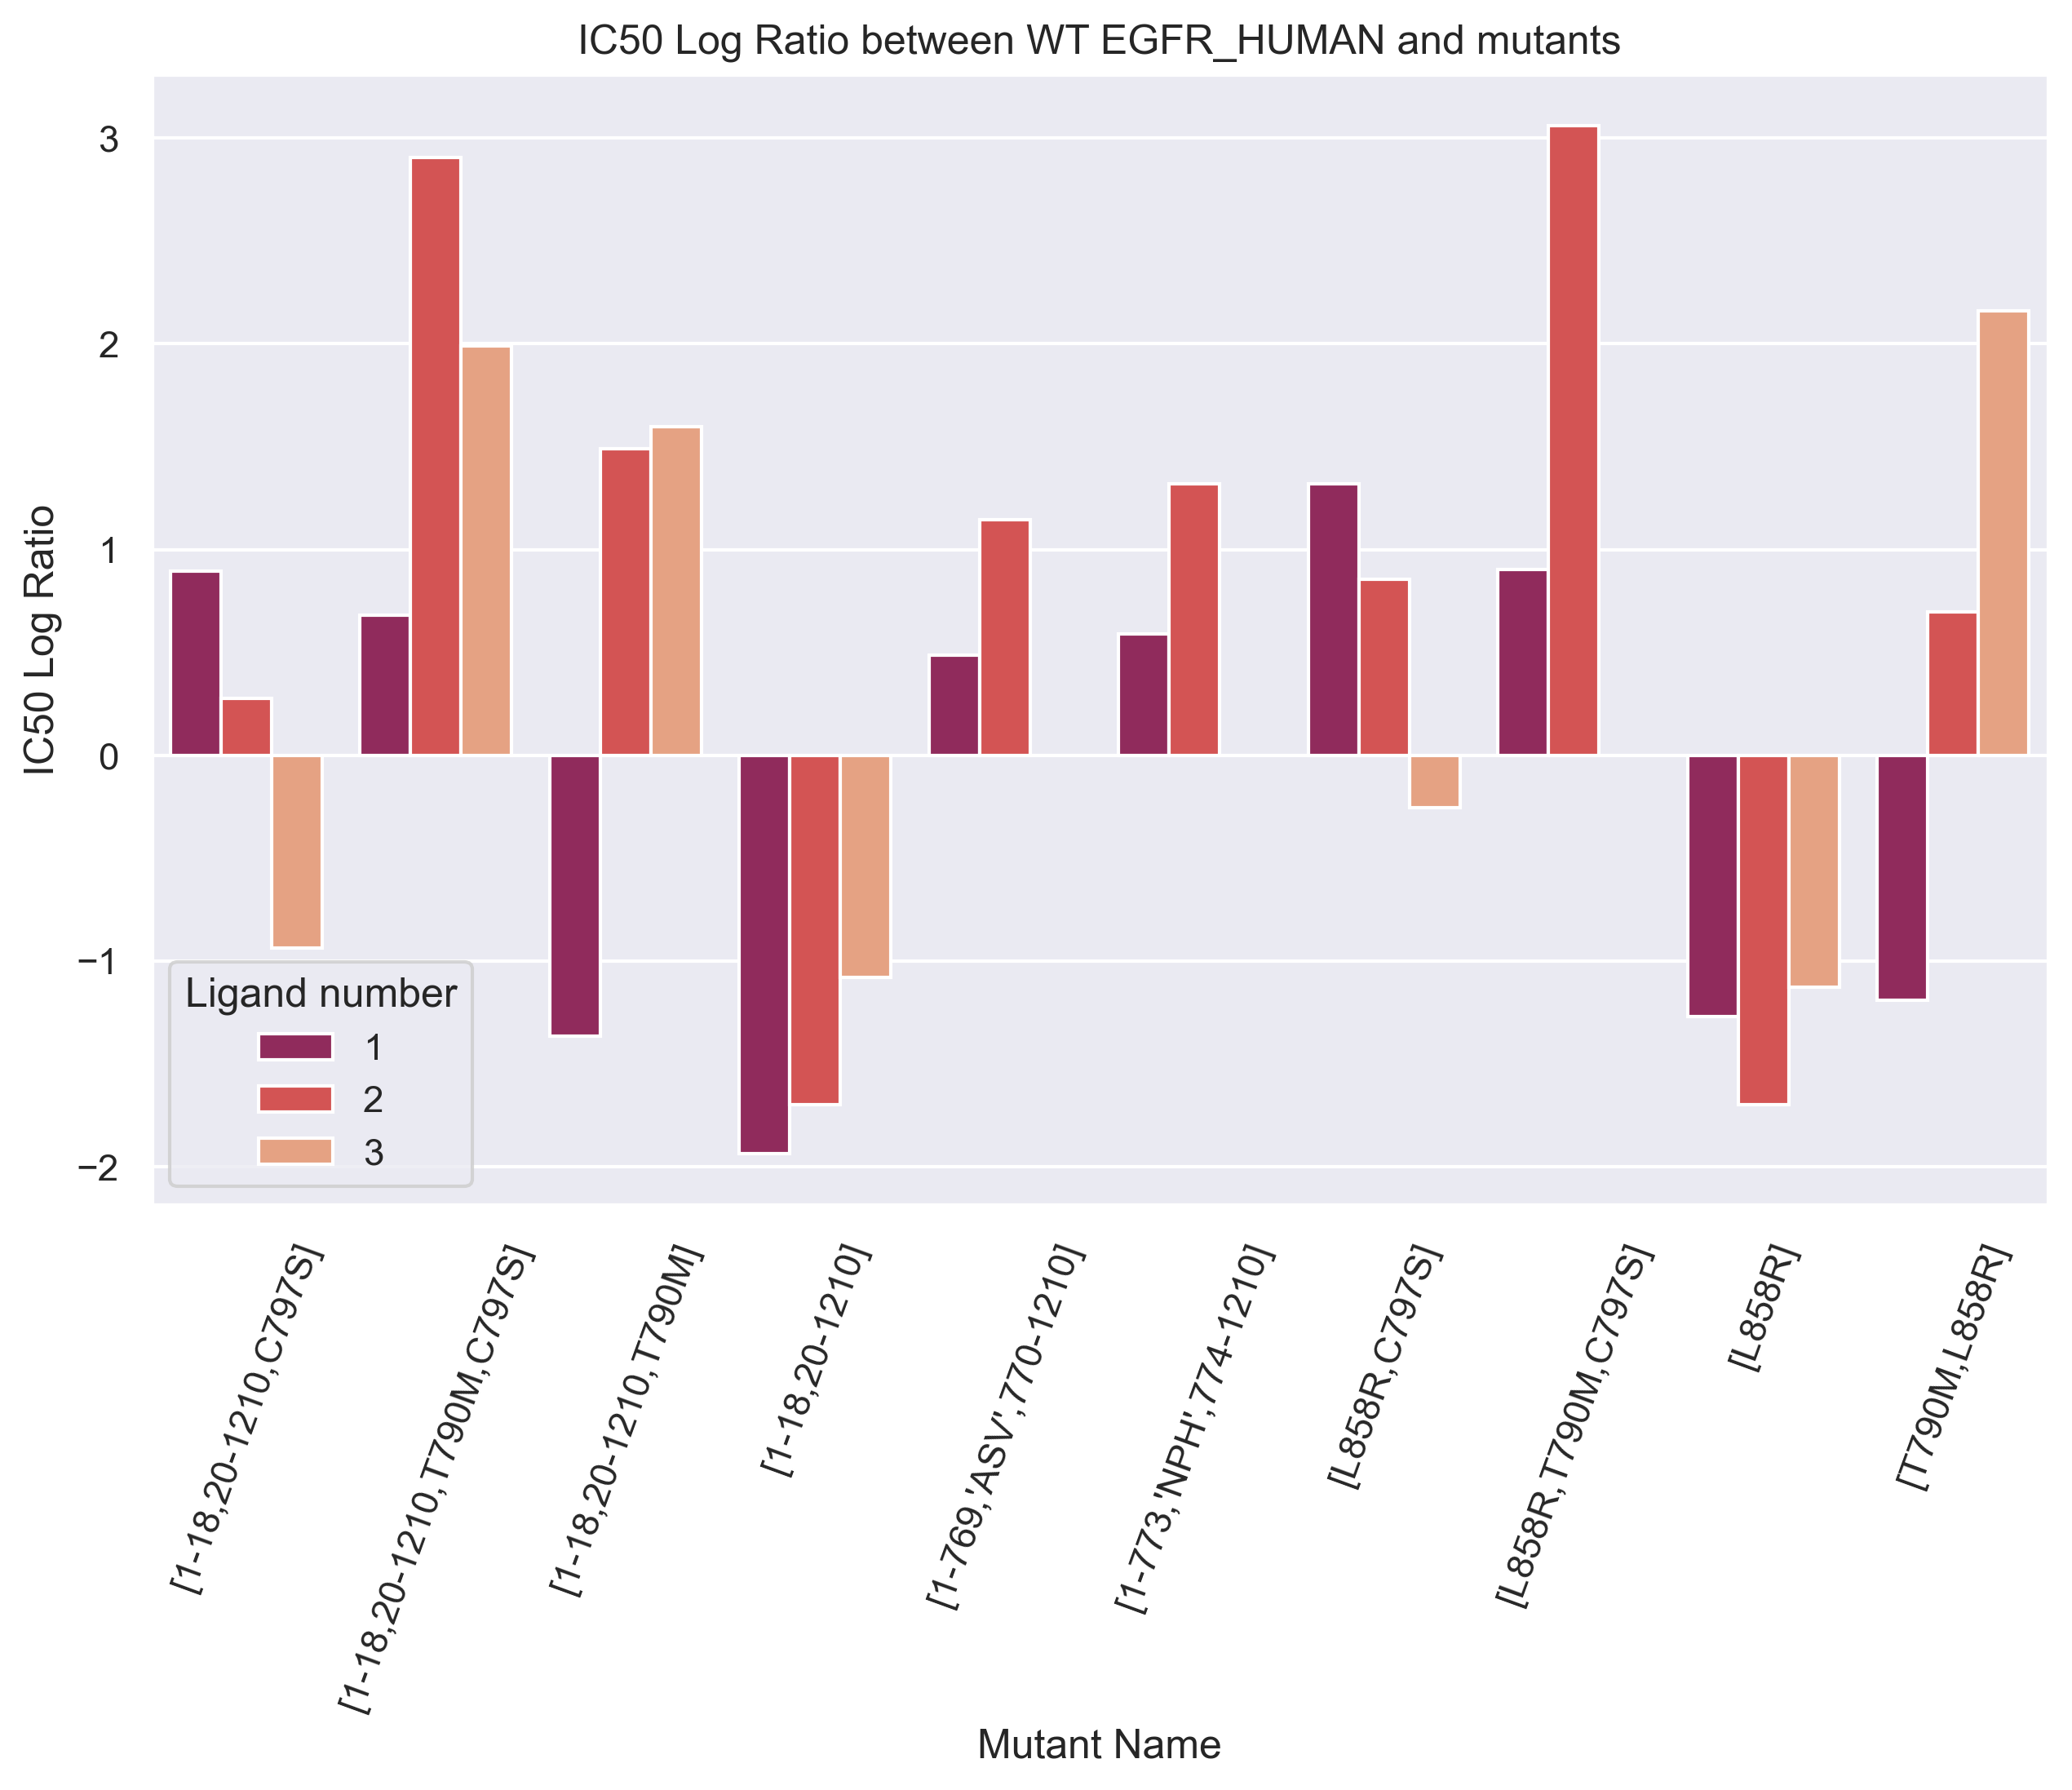 IC50 Log Ratio between WT EGFR_HUMAN and mutants
IC50 Log Ratio
3
2
1
0
−1
−2
Ligand number
1
2
3
[1-18,20-1210,C797S]
[1-18,20-1210,T790M,C797S]
[1-18,20-1210,T790M]
[1-18,20-1210]
[1-769,'ASV',770-1210]
[1-773,'NPH',774-1210]
[L858R,C797S]
[L858R,T790M,C797S]
[L858R]
[T790M,L858R]
Mutant Name